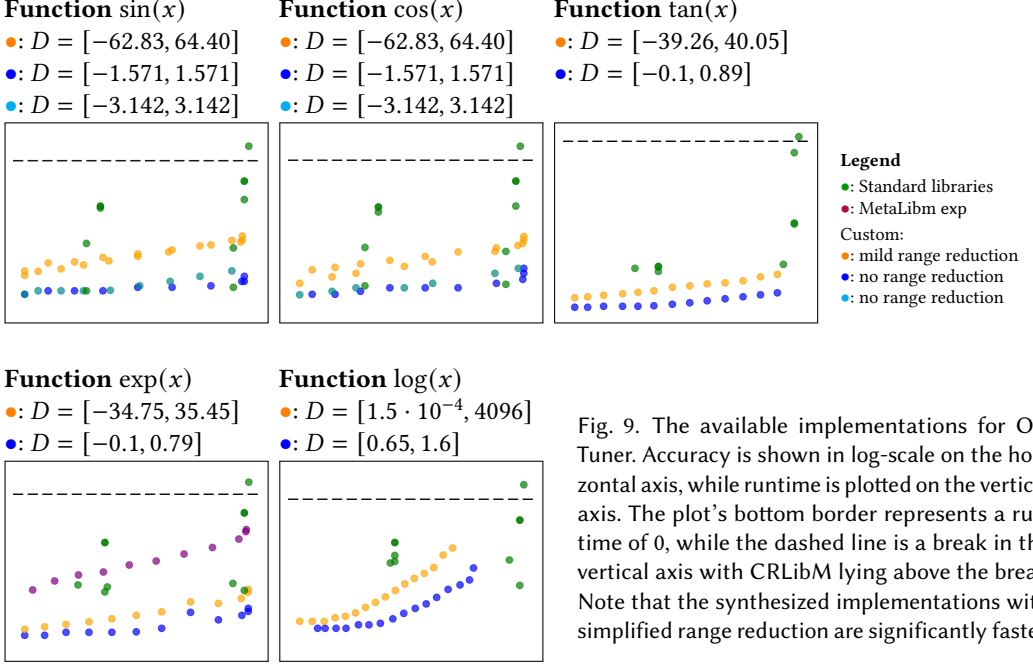 Function sin(x)
●: D = [−62.83, 64.40]
●: D = [−1.571, 1.571]
●: D = [−3.142, 3.142]
Function cos(x)
●: D = [−62.83, 64.40]
●: D = [−1.571, 1.571]
●: D = [−3.142, 3.142]
Function tan(x)
●: D = [−39.26, 40.05]
●: D = [−0.1, 0.89]
Legend
●: Standard libraries
●: MetaLibm exp
Custom:
●: mild range reduction
●: no range reduction
●: no range reduction
Function exp(x)
●: D = [−34.75, 35.45]
●: D = [−0.1, 0.79]
Function log(x)
●: D = [1.5 · 10⁻⁴, 4096]
●: D = [0.65, 1.6]
Fig. 9. The available implementations for O
Tuner. Accuracy is shown in log-scale on the ho
zontal axis, while runtime is plotted on the vertic
axis. The plot's bottom border represents a ru
time of 0, while the dashed line is a break in th
vertical axis with CRLibM lying above the brea
Note that the synthesized implementations wit
simplified range reduction are significantly faste